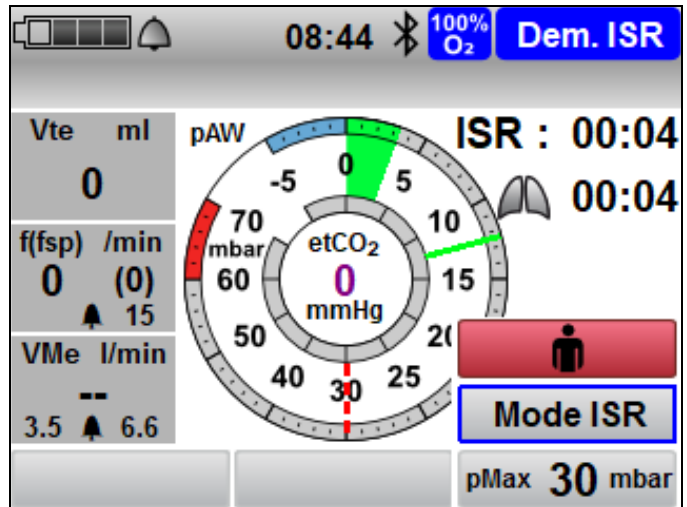 08:44
100%
O₂
Dem. ISR
Vte ml
0
f(fsp) /min
0 (0)
15
VMe l/min
--
3.5 6.6
pAW
-5 0 5
70 10
mbar
60 15
50
40 30 25
etCO₂
0
mmHg
ISR : 00:04
00:04
Mode ISR
pMax 30 mbar